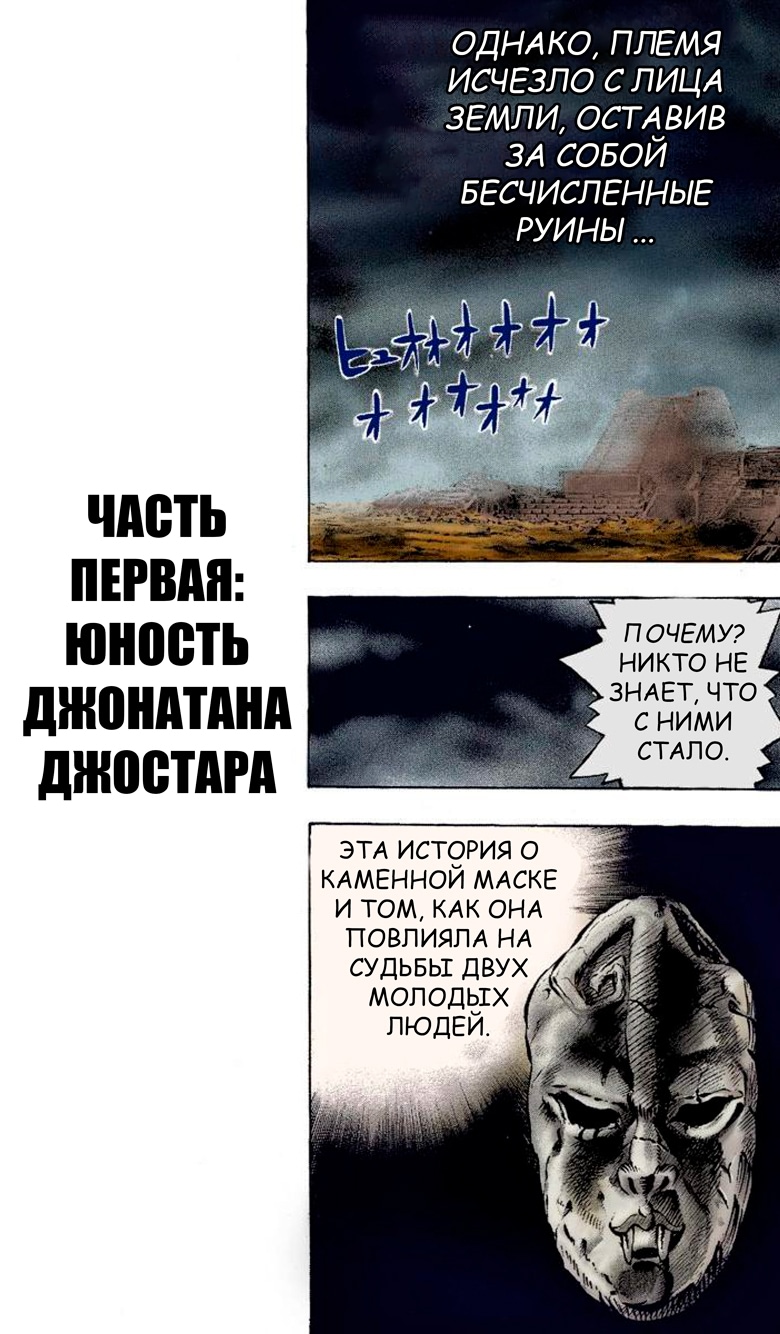 ОДНАКО, ПЛЕМЯ
ИСЧЕЗЛО С ЛИЦА
ЗЕМЛИ, ОСТАВИВ
ЗА СОБОЙ
БЕСЧИСЛЕННЫЕ
РУИНЫ ...
ヒュオオオオオオ
オオオオオオ
ЧАСТЬ
ПЕРВАЯ:
ЮНОСТЬ
ДЖОНАТАНА
ДЖОСТАРА
ПОЧЕМУ?
НИКТО НЕ
ЗНАЕТ, ЧТО
С НИМИ
СТАЛО.
ЭТА ИСТОРИЯ О
КАМЕННОЙ МАСКЕ
И ТОМ, КАК ОНА
ПОВЛИЯЛА НА
СУДЬБЫ ДВУХ
МОЛОДЫХ
ЛЮДЕЙ.